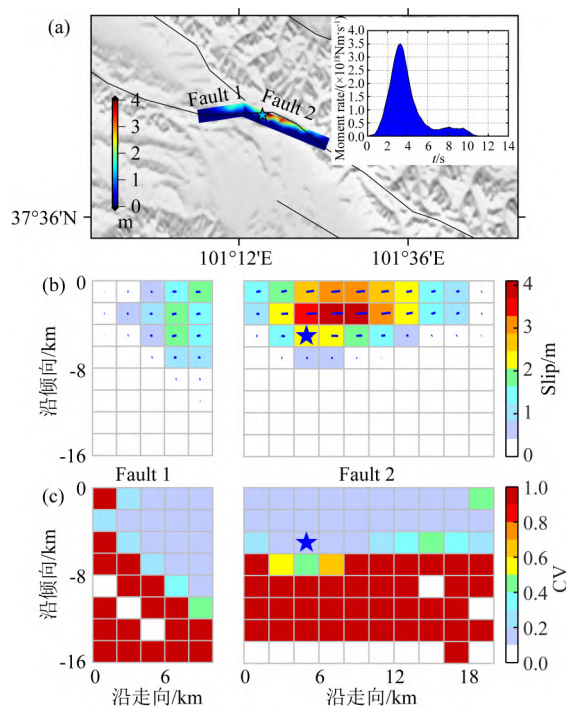 (a)
Fault 1
Fault 2
4
3
2
1
0
m
Moment rate/(×10¹⁸Nm·s⁻¹)
4.0
3.5
3.0
2.5
2.0
1.5
1.0
0.5
0.0
0 2 4 6 8 10 12 14
t/s
37°36′N
101°12′E 101°36′E
(b)
0
-8
-16
沿倾向/km
4
3
2
1
0
Slip/m
Fault 1 Fault 2
(c)
0
-8
-16
沿倾向/km
1.0
0.8
0.6
0.4
0.2
0.0
CV
0 6 0 6 12 18
沿走向/km 沿走向/km